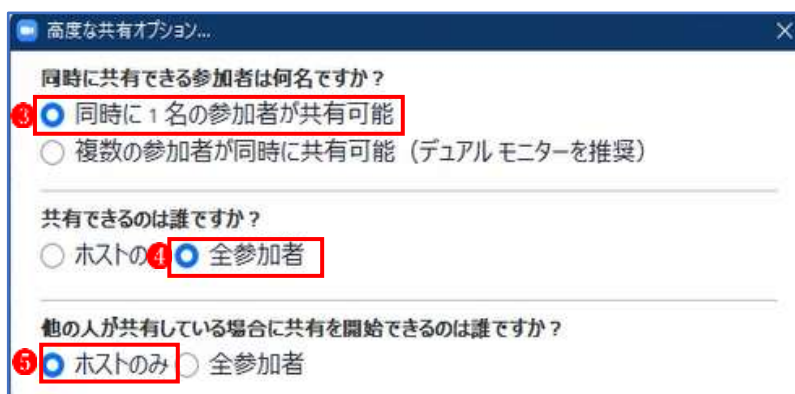 高度な共有オプション...
同時に共有できる参加者は何名ですか？
❸ 同時に 1 名の参加者が共有可能
複数の参加者が同時に共有可能（デュアル モニターを推奨）
共有できるのは誰ですか？
ホストの ❹ 全参加者
他の人が共有している場合に共有を開始できるのは誰ですか？
❺ ホストのみ 全参加者